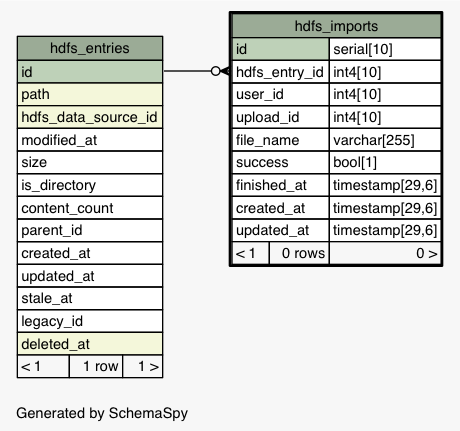 hdfs_entries
id
path
hdfs_data_source_id
modified_at
size
is_directory
content_count
parent_id
created_at
updated_at
stale_at
legacy_id
deleted_at
< 1 1 row 1 >
hdfs_imports
id serial[10]
hdfs_entry_id int4[10]
user_id int4[10]
upload_id int4[10]
file_name varchar[255]
success bool[1]
finished_at timestamp[29,6]
created_at timestamp[29,6]
updated_at timestamp[29,6]
< 1 0 rows 0 >
Generated by SchemaSpy